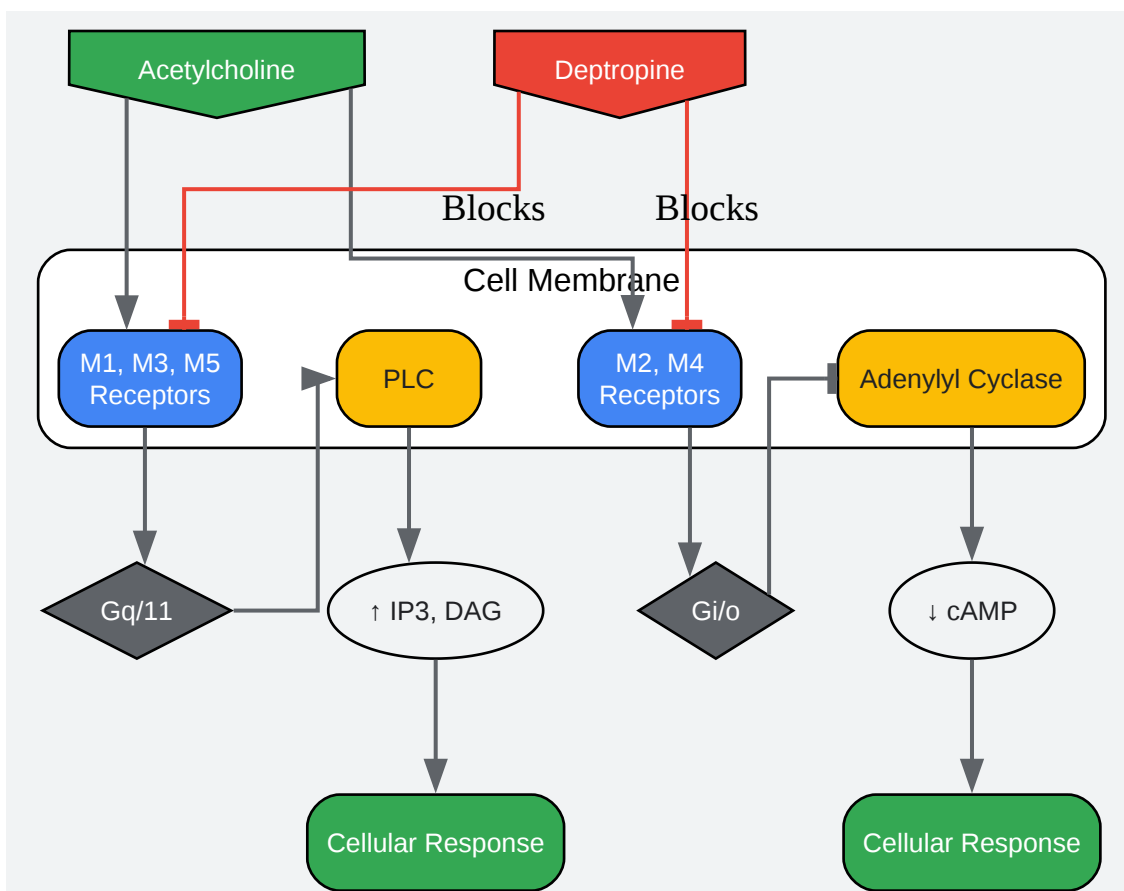 Acetylcholine
Deptropine
Blocks
Blocks
Cell Membrane
M1, M3, M5
Receptors
PLC
M2, M4
Receptors
Adenylyl Cyclase
Gq/11
↑ IP3, DAG
Gi/o
↓ cAMP
Cellular Response
Cellular Response